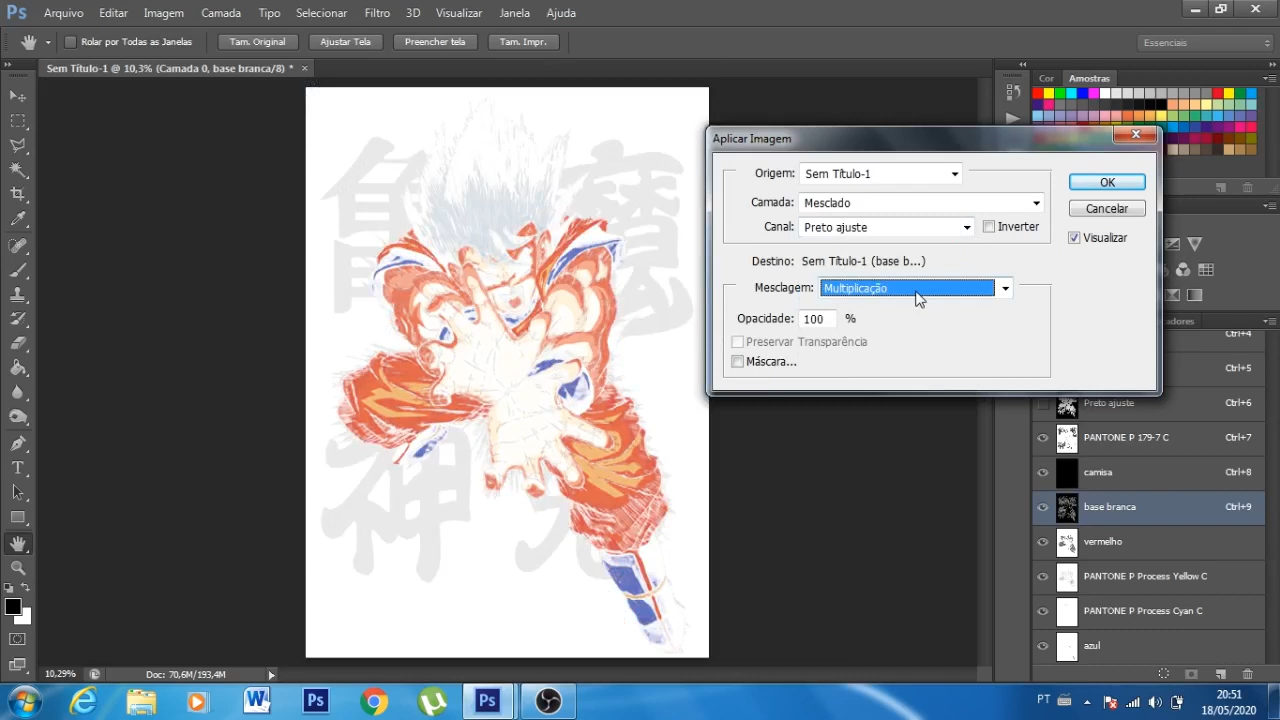 Ps Arquivo Editar Imagem Camada Tipo Selecionar Filtro 3D Visualizar Janela Ajuda
Rolar por Todas as Janelas Tam. Original Ajustar Tela Preencher tela Tam. Impr. Essenciais
Sem Título-1 @ 10,3% (Camada 0, base branca/8) * ×
Cor Amostras
Aplicar Imagem
Origem: Sem Título-1
OK
Camada: Mesclado
Cancelar
Canal: Preto ajuste Inverter
Visualizar
Destino: Sem Título-1 (base b...)
Mesclagem: Multiplicação
Opacidade: 100 %
Preservar Transparência
Máscara...
Ctrl+4
Ctrl+5
Preto ajuste Ctrl+6
PANTONE P 179-7 C Ctrl+7
camisa Ctrl+8
base branca Ctrl+9
vermelho
PANTONE P Process Yellow C
PANTONE P Process Cyan C
azul
神
10,29% Doc: 70,6M/193,4M
W Ps Ps PT 20:51
18/05/2020